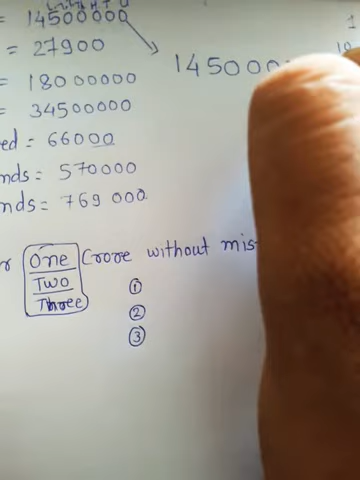 = 14500000
= 27900
145000
= 18000000
= 34500000
ed = 66000
nds = 570000
nds = 769 000
r One Crore without mis-
Two
Three
①
②
③